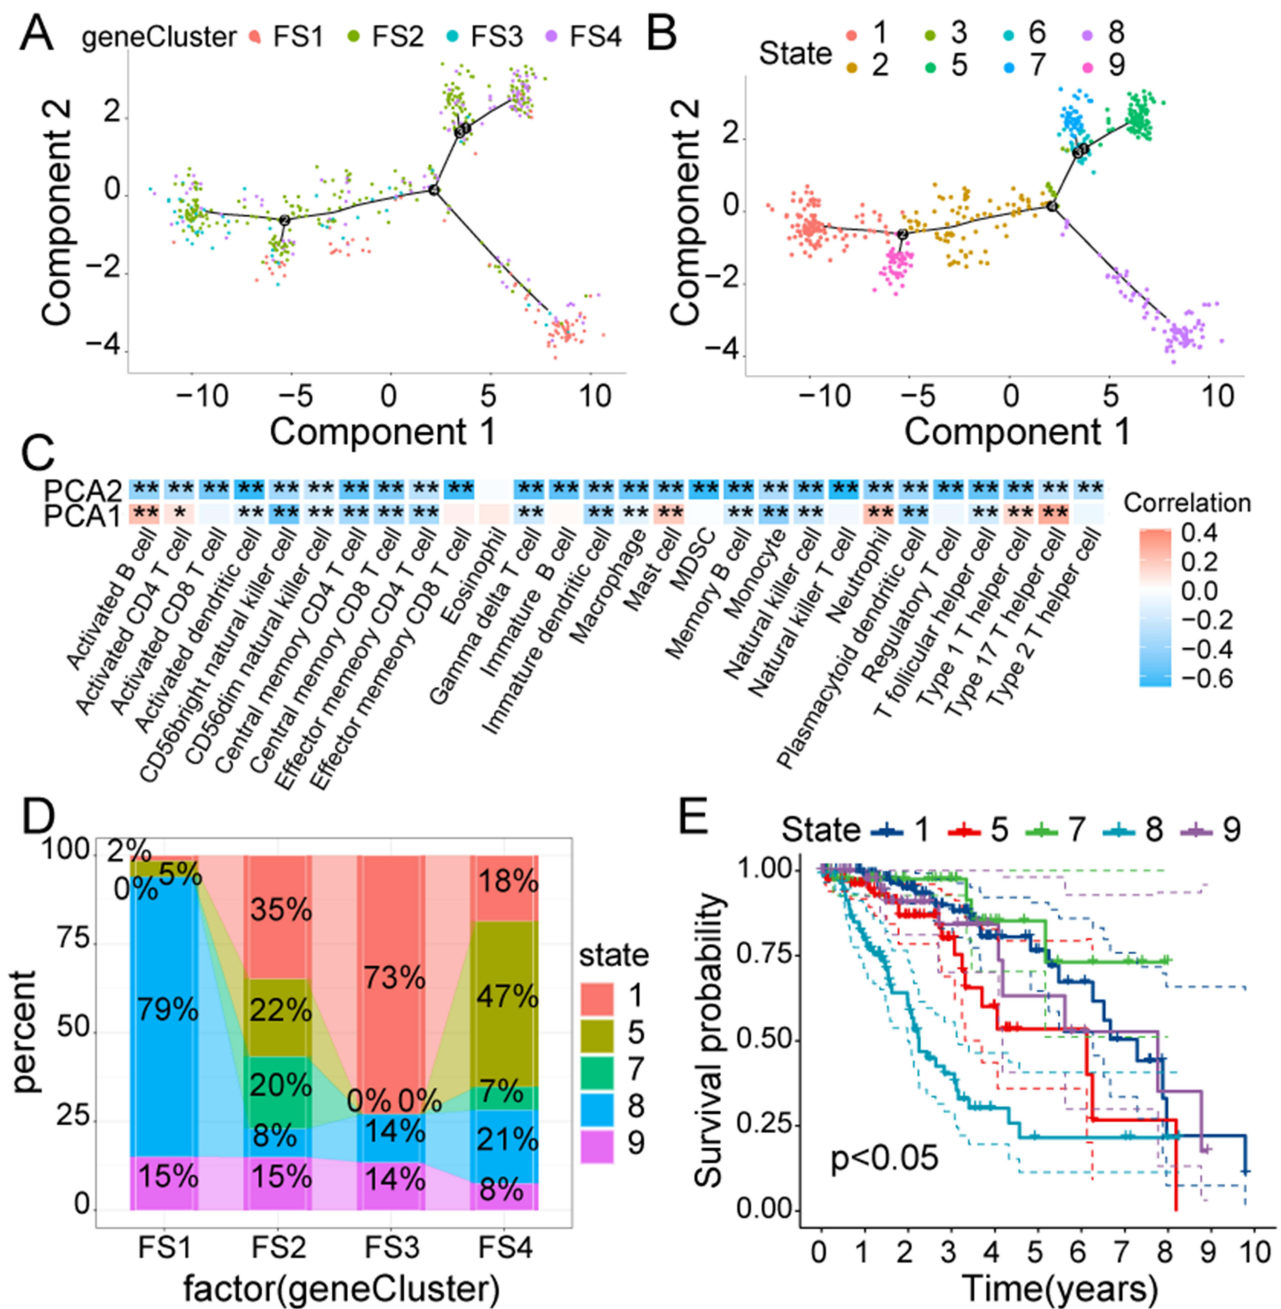 A
geneCluster FS1 FS2 FS3 FS4
Component 2
2
0
−2
−4
−10 −5 0 5 10
Component 1
B
State 1 3 6 8
2 5 7 9
Component 2
2
0
−2
−4
−10 −5 0 5 10
Component 1
C
PCA2 ** ** ** ** ** ** ** ** ** ** ** ** ** ** ** ** ** ** ** ** ** ** ** ** ** ** **
PCA1 ** * ** ** ** ** ** ** ** ** ** ** ** ** ** ** ** ** ** **
Activated B cell
Activated CD4 T cell
Activated CD8 T cell
Activated dendritic cell
CD56bright natural killer cell
CD56dim natural killer cell
Central memory CD4 T cell
Central memory CD8 T cell
Effector memeory CD4 T cell
Effector memeory CD8 T cell
Eosinophil
Gamma delta T cell
Immature B cell
Immature dendritic cell
Macrophage
Mast cell
MDSC
Memory B cell
Monocyte
Natural killer cell
Natural killer T cell
Neutrophil
Plasmacytoid dendritic cell
Regulatory T cell
T follicular helper cell
Type 1 T helper cell
Type 17 T helper cell
Type 2 T helper cell
Correlation
0.4
0.2
0.0
−0.2
−0.4
−0.6
D
percent
100
75
50
25
0
2%
5%
0%
79%
15%
35%
22%
20%
8%
15%
73%
0% 0%
14%
14%
18%
47%
7%
21%
8%
FS1 FS2 FS3 FS4
factor(geneCluster)
state
1
5
7
8
9
E
State 1 5 7 8 9
Survival probability
1.00
0.75
0.50
0.25
0.00
p<0.05
0 1 2 3 4 5 6 7 8 9 10
Time(years)